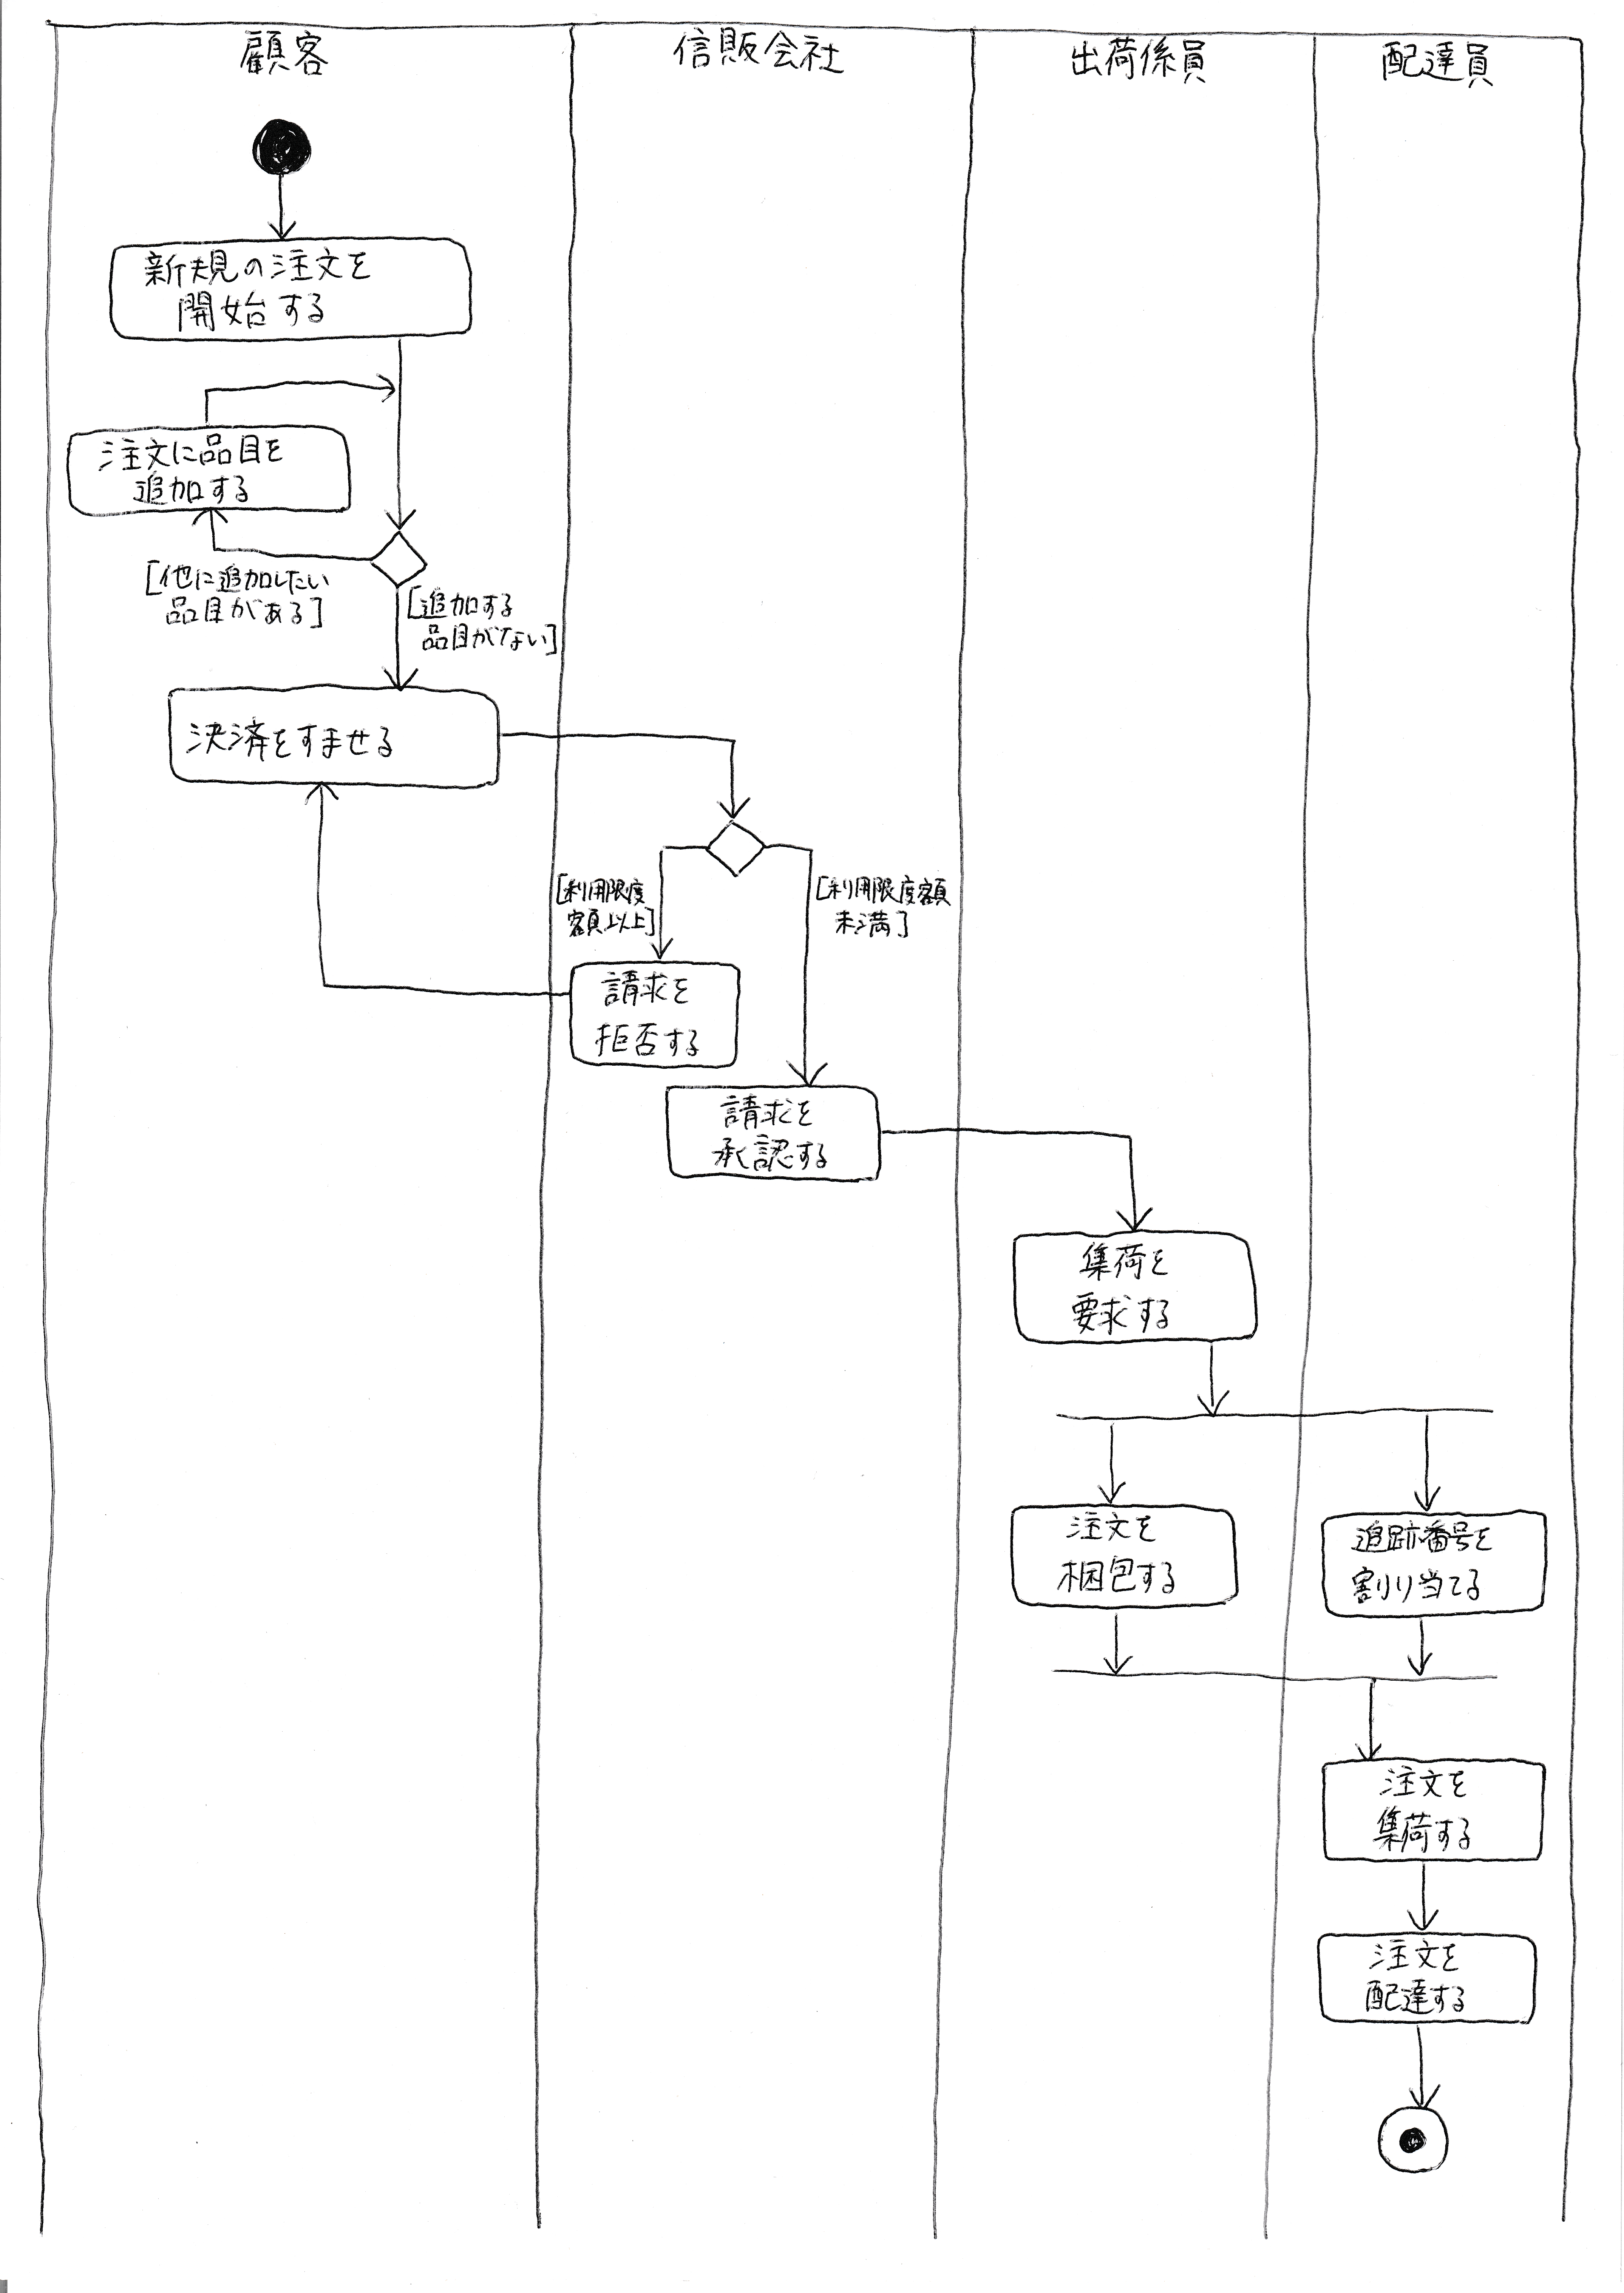 顧客
信販会社
出荷係員
配達員
新規の注文を
開始する
注文に品目を
追加する
[他に追加したい
品目がある]
[追加する
品目がない]
決済をすませる
[利用限度
額以上]
[利用限度額
未満]
請求を
拒否する
請求を
承認する
集荷を
要求する
注文を
梱包する
追跡番号を
割り当てる
注文を
集荷する
注文を
配達する